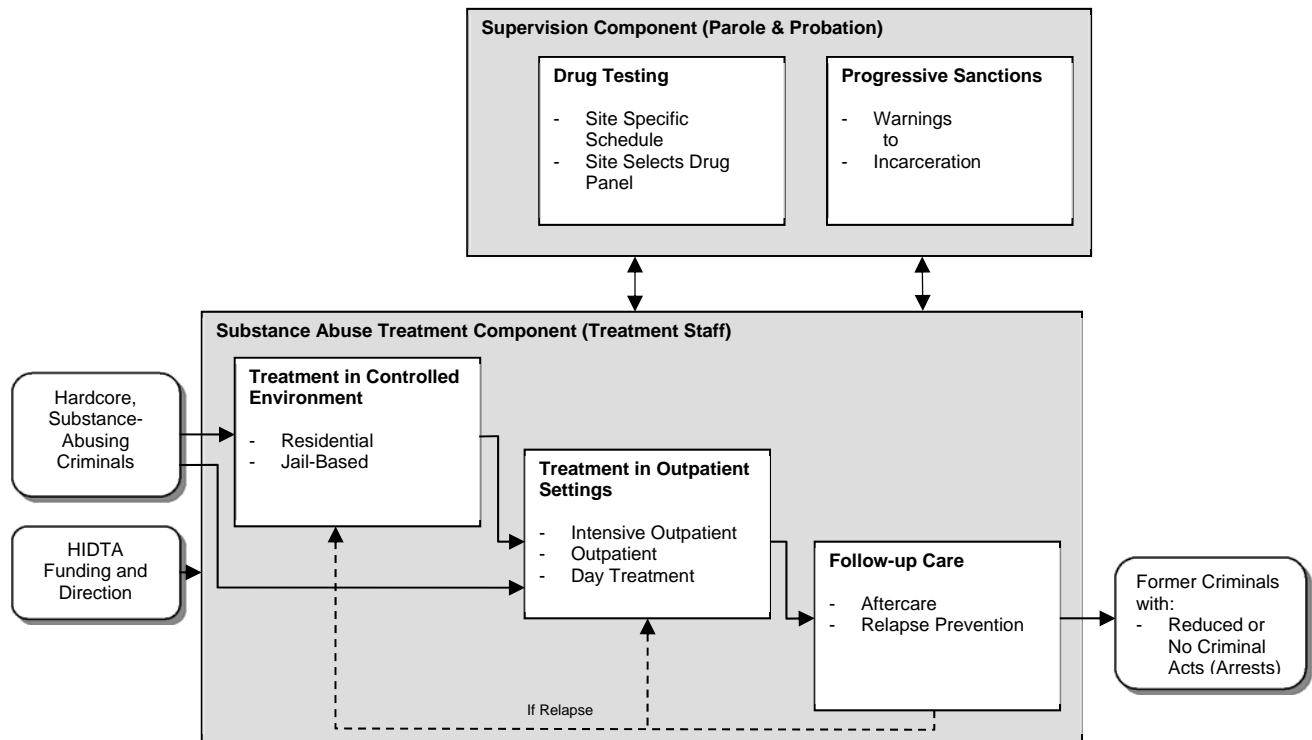 Supervision Component (Parole & Probation)
Drug Testing
- Site Specific
Schedule
- Site Selects Drug
Panel
Progressive Sanctions
- Warnings
to
- Incarceration
Substance Abuse Treatment Component (Treatment Staff)
Hardcore,
Substance-
Abusing
Criminals
HIDTA
Funding and
Direction
Treatment in Controlled
Environment
- Residential
- Jail-Based
Treatment in Outpatient
Settings
- Intensive Outpatient
- Outpatient
- Day Treatment
Follow-up Care
- Aftercare
- Relapse Prevention
If Relapse
Former Criminals
with:
- Reduced or
No Criminal
Acts (Arrests)